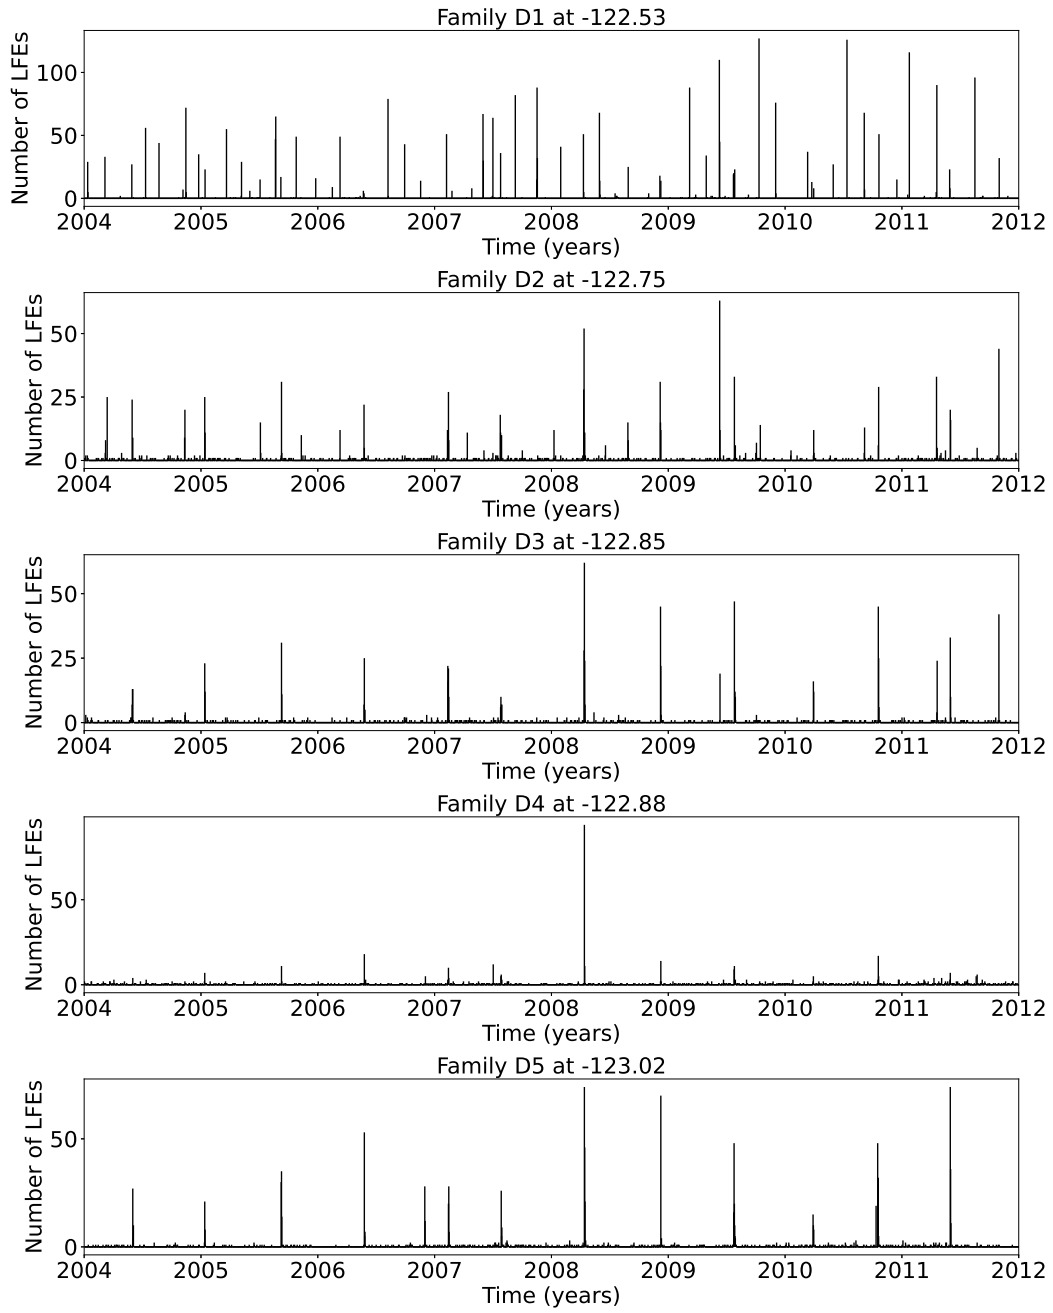 Family D1 at -122.53
Number of LFEs
100
50
0
2004 2005 2006 2007 2008 2009 2010 2011 2012
Time (years)
Family D2 at -122.75
Number of LFEs
50
25
0
2004 2005 2006 2007 2008 2009 2010 2011 2012
Time (years)
Family D3 at -122.85
Number of LFEs
50
25
0
2004 2005 2006 2007 2008 2009 2010 2011 2012
Time (years)
Family D4 at -122.88
Number of LFEs
50
0
2004 2005 2006 2007 2008 2009 2010 2011 2012
Time (years)
Family D5 at -123.02
Number of LFEs
50
0
2004 2005 2006 2007 2008 2009 2010 2011 2012
Time (years)